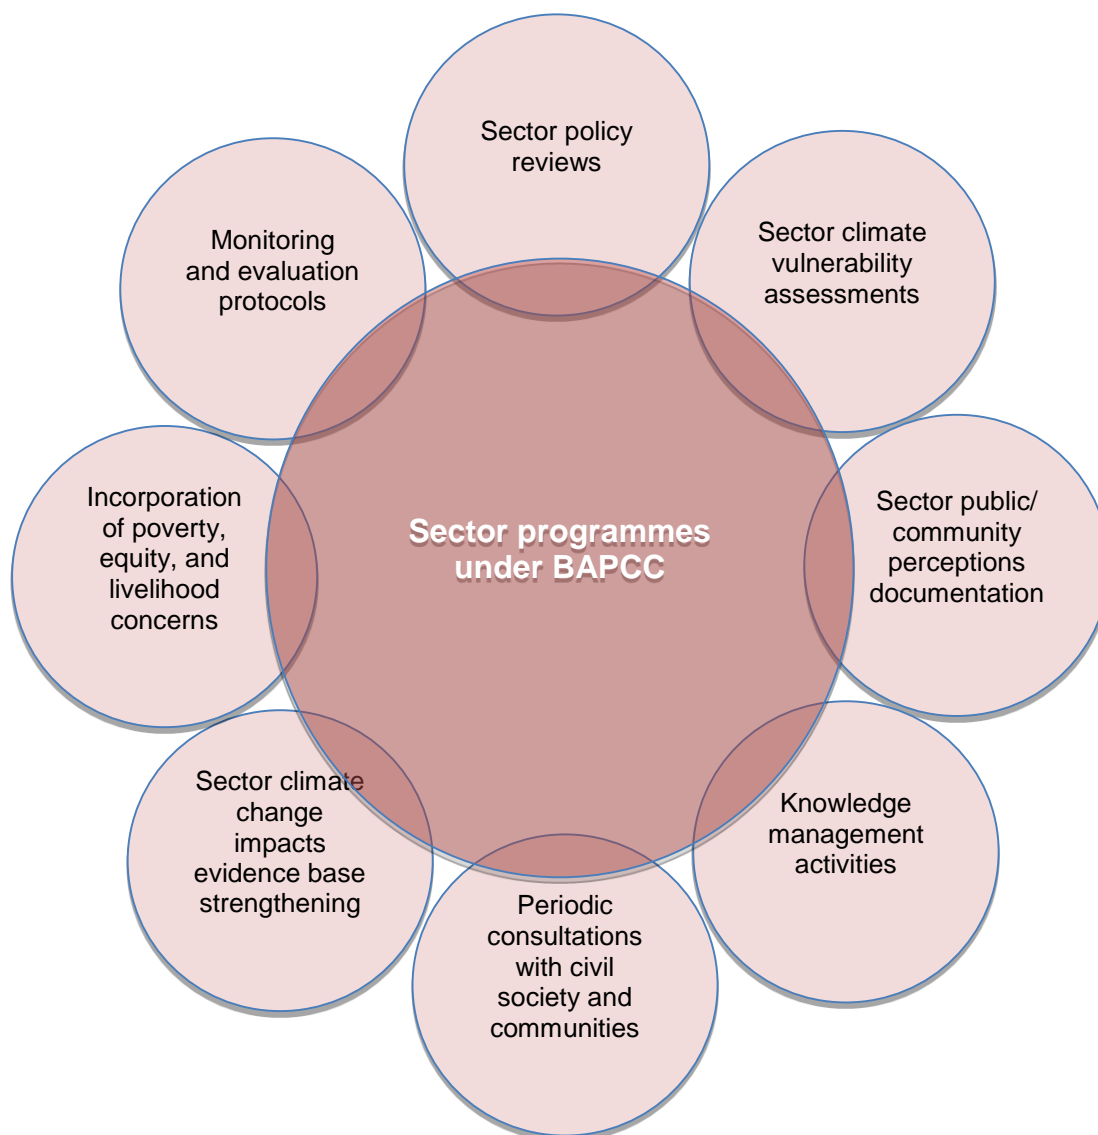 Sector policy
reviews
Sector climate
vulnerability
assessments
Sector public/
community
perceptions
documentation
Knowledge
management
activities
Periodic
consultations
with civil
society and
communities
Sector climate
change
impacts
evidence base
strengthening
Incorporation
of poverty,
equity, and
livelihood
concerns
Monitoring
and evaluation
protocols
Sector programmes
under BAPCC